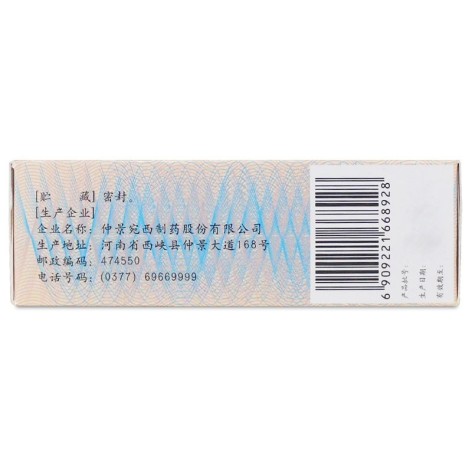 [贮　　藏] 密封。
[生产企业]
企业名称: 仲景宛西制药股份有限公司
生产地址: 河南省西峡县仲景大道168号
邮政编码: 474550
电话号码: (0377) 69669999
6 909221 668928
产品批号:
生产日期:
有效期至: